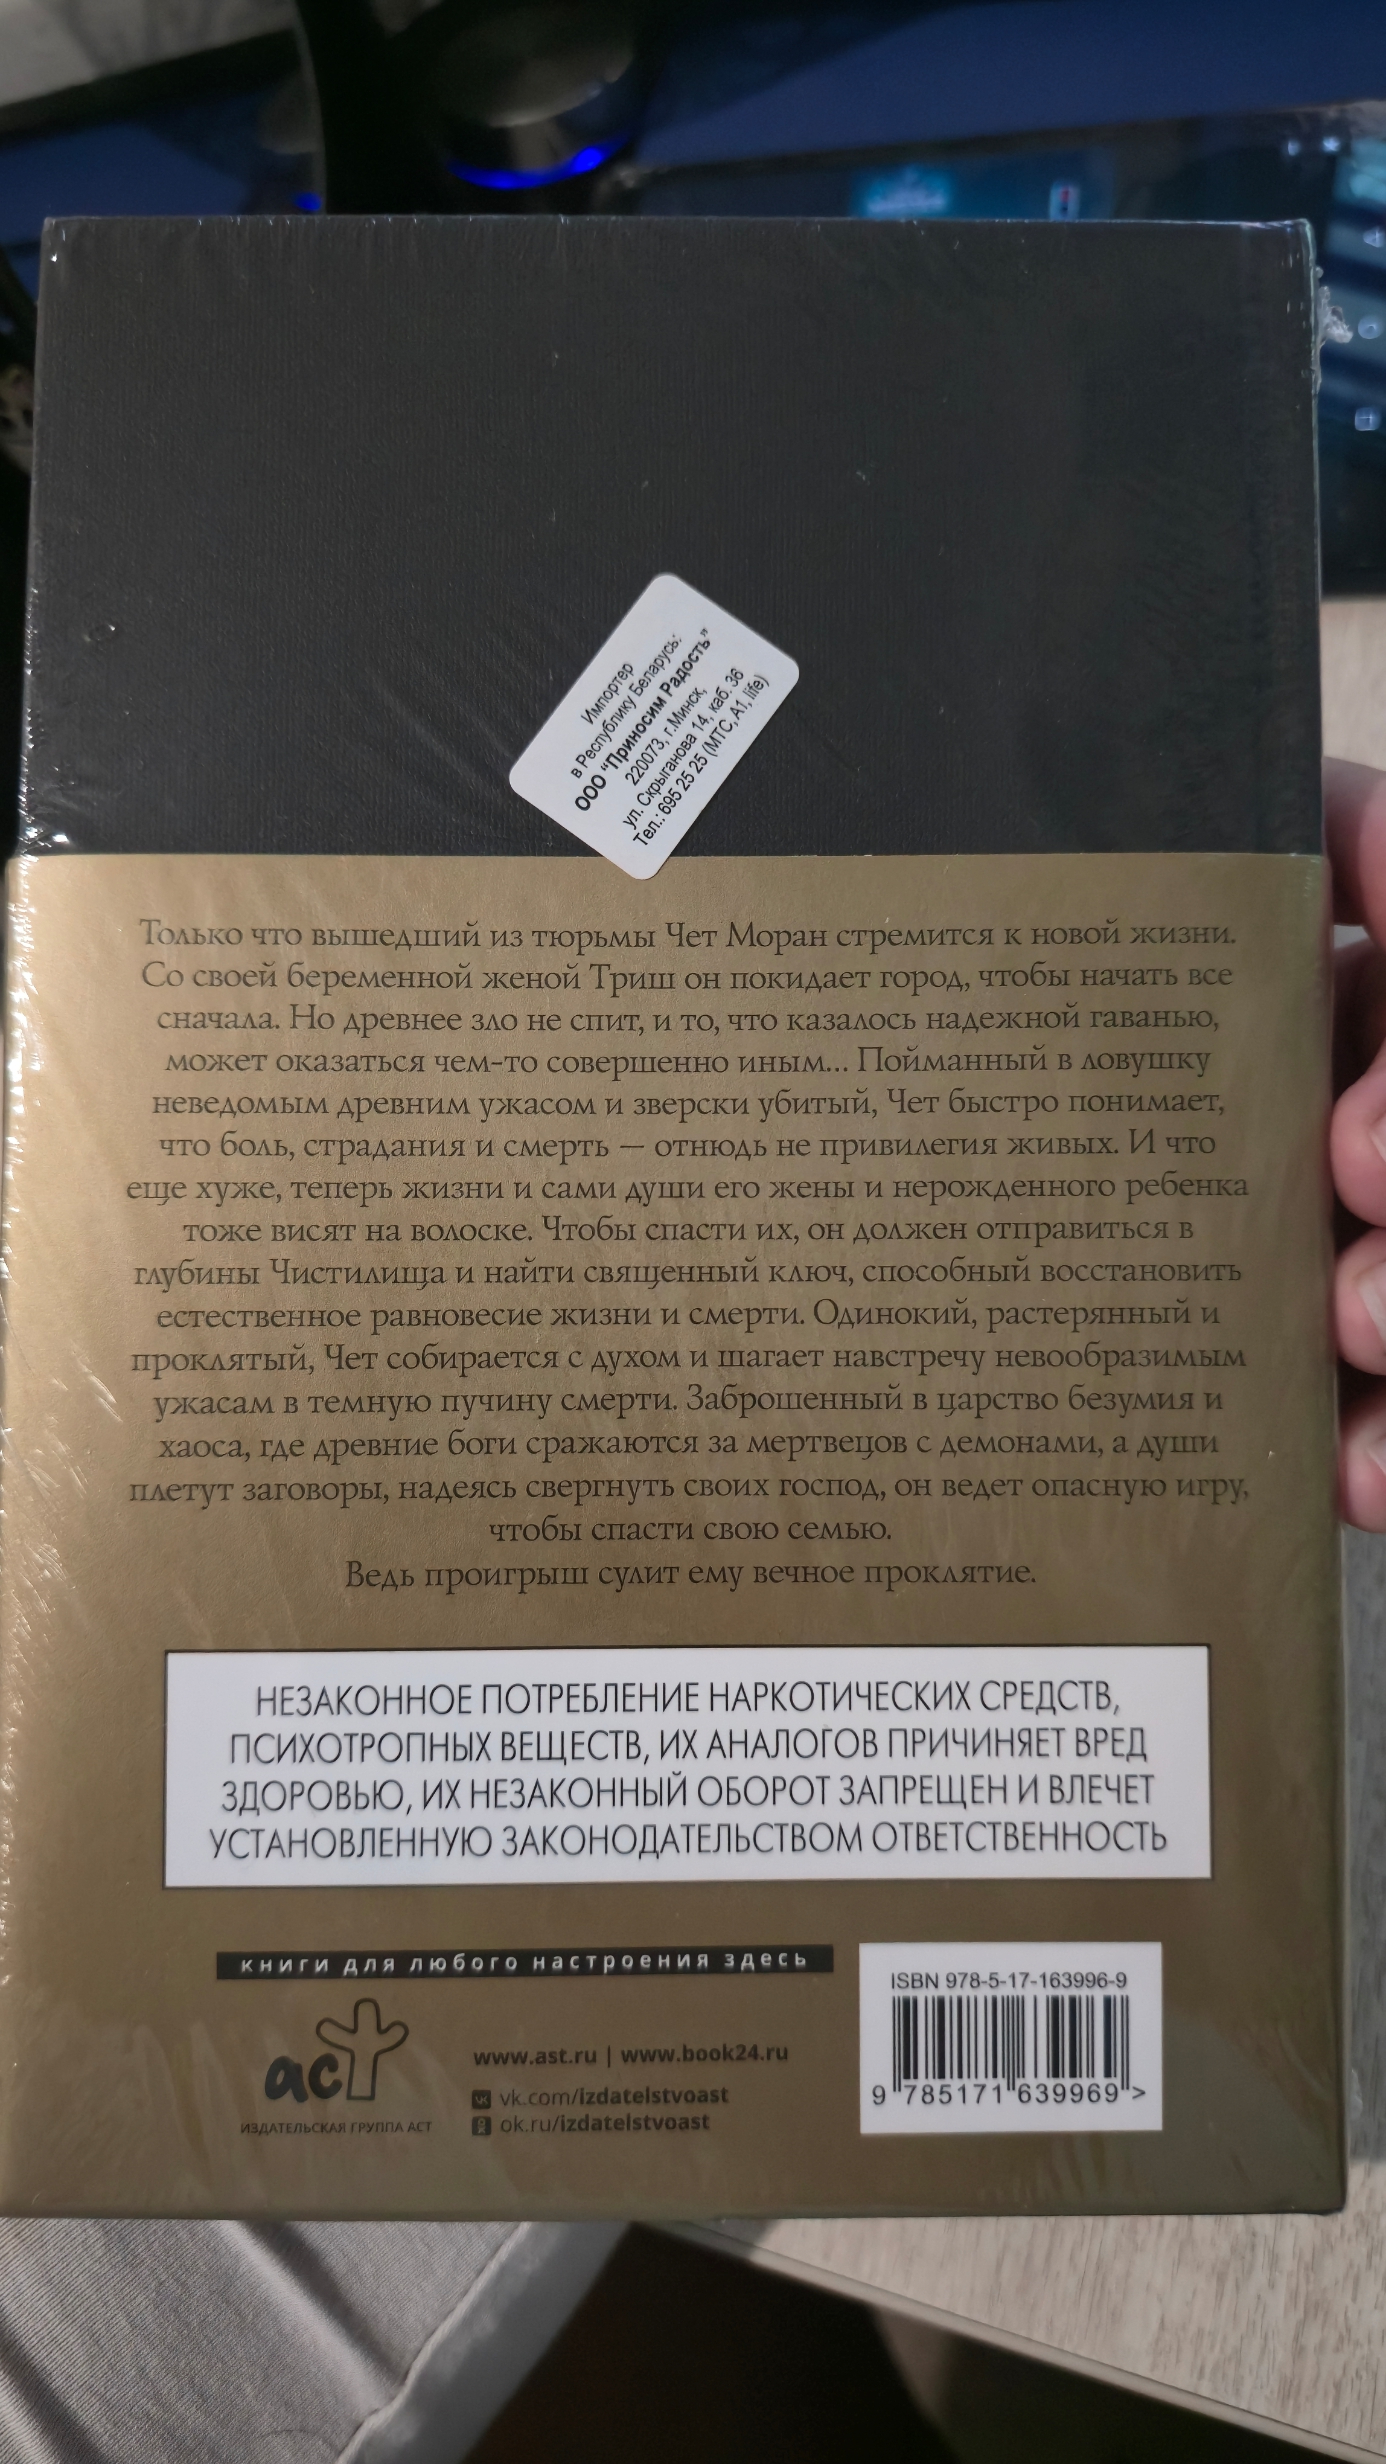 Импортер
в Республику Беларусь:
ООО "Приносим Радость"
220073, г.Минск,
ул. Скрыганова 14, каб. 36
Тел.: 695 25 25 (МТС, А1, life)
Только что вышедший из тюрьмы Чет Моран стремится к новой жизни.
Со своей беременной женой Триш он покидает город, чтобы начать все
сначала. Но древнее зло не спит, и то, что казалось надежной гаванью,
может оказаться чем-то совершенно иным... Пойманный в ловушку
неведомым древним ужасом и зверски убитый, Чет быстро понимает,
что боль, страдания и смерть — отнюдь не привилегия живых. И что
еще хуже, теперь жизни и сами души его жены и нерожденного ребенка
тоже висят на волоске. Чтобы спасти их, он должен отправиться в
глубины Чистилища и найти священный ключ, способный восстановить
естественное равновесие жизни и смерти. Одинокий, растерянный и
проклятый, Чет собирается с духом и шагает навстречу невообразимым
ужасам в темную пучину смерти. Заброшенный в царство безумия и
хаоса, где древние боги сражаются за мертвецов с демонами, а души
плетут заговоры, надеясь свергнуть своих господ, он ведет опасную игру,
чтобы спасти свою семью.
Ведь проигрыш сулит ему вечное проклятие.
НЕЗАКОННОЕ ПОТРЕБЛЕНИЕ НАРКОТИЧЕСКИХ СРЕДСТВ,
ПСИХОТРОПНЫХ ВЕЩЕСТВ, ИХ АНАЛОГОВ ПРИЧИНЯЕТ ВРЕД
ЗДОРОВЬЮ, ИХ НЕЗАКОННЫЙ ОБОРОТ ЗАПРЕЩЕН И ВЛЕЧЕТ
УСТАНОВЛЕННУЮ ЗАКОНОДАТЕЛЬСТВОМ ОТВЕТСТВЕННОСТЬ
книги для любого настроения здесь
аст
ИЗДАТЕЛЬСКАЯ ГРУППА АСТ
www.ast.ru | www.book24.ru
vk.com/izdatelstvoast
ok.ru/izdatelstvoast
ISBN 978-5-17-163996-9
9 785171 639969 >